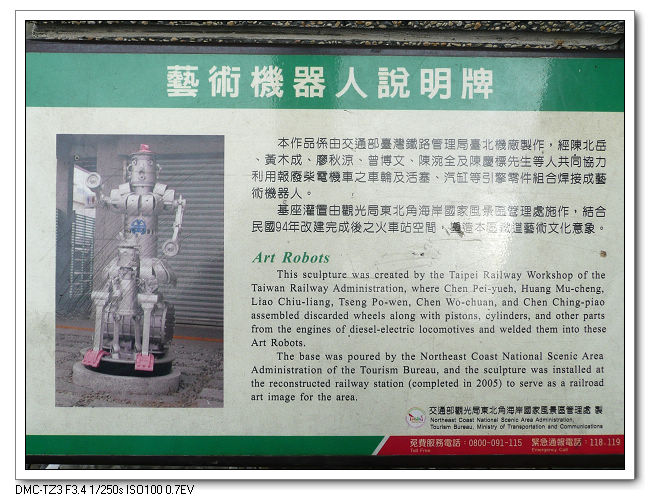 藝術機器人說明牌
本作品係由交通部臺灣鐵路管理局臺北機廠製作，經陳北岳
、黃木成、廖秋涼、曾博文、陳涴全及陳慶標先生等人共同協力
利用報廢柴電機車之車輪及活塞、汽缸等引擎零件組合焊接成藝
術機器人。
基座灌置由觀光局東北角海岸國家風景區管理處施作，結合
民國94年改建完成後之火車站空間，塑造本區鐵道藝術文化意象。
Art Robots
This sculpture was created by the Taipei Railway Workshop of the
Taiwan Railway Administration, where Chen Pei-yueh, Huang Mu-cheng,
Liao Chiu-liang, Tseng Po-wen, Chen Wo-chuan, and Chen Ching-piao
assembled discarded wheels along with pistons, cylinders, and other parts
from the engines of diesel-electric locomotives and welded them into these
Art Robots.
The base was poured by the Northeast Coast National Scenic Area
Administration of the Tourism Bureau, and the sculpture was installed at
the reconstructed railway station (completed in 2005) to serve as a railroad
art image for the area.
交通部觀光局東北角海岸國家風景區管理處 製
Northeast Coast National Scenic Area Administration,
Tourism Bureau, Ministry of Transportation and Communications
免費服務電話：0800-091-115 緊急通報電話：118.119
Toll Free Emergency Call
DMC-TZ3 F3.4 1/250s ISO100 0.7EV